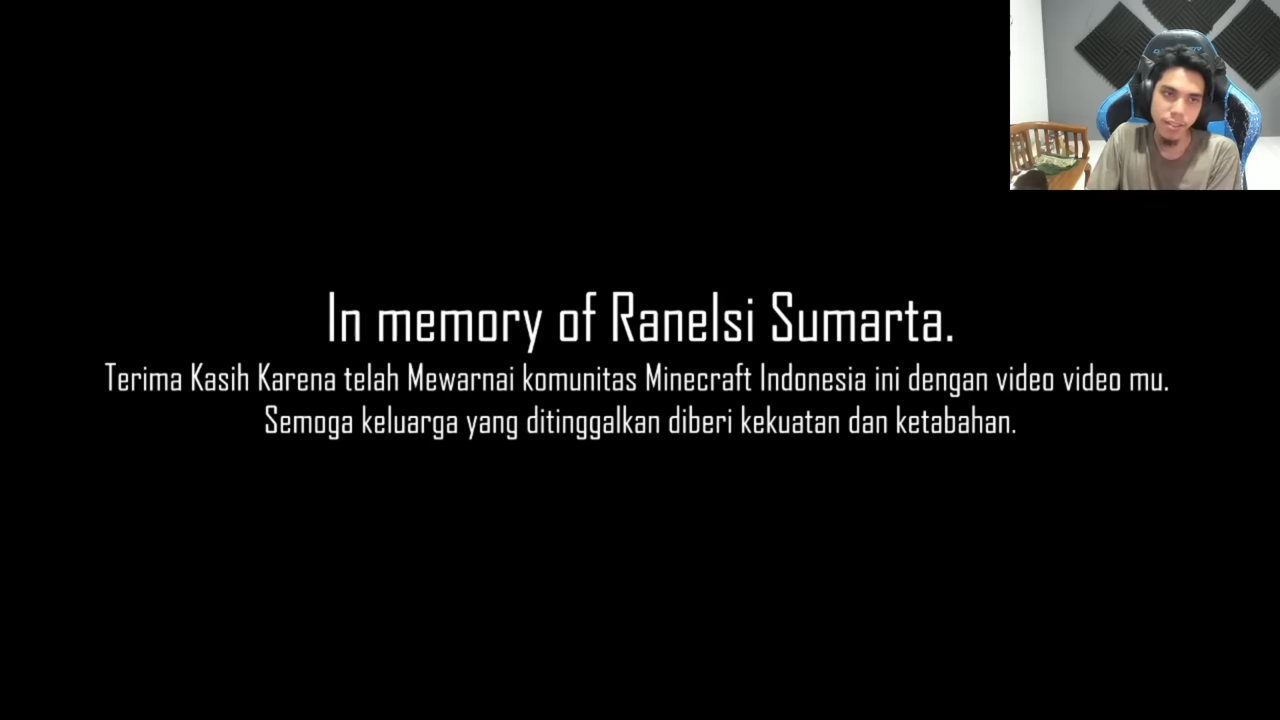 In memory of Ranelsi Sumarta.
Terima Kasih Karena telah Mewarnai komunitas Minecraft Indonesia ini dengan video video mu.
Semoga keluarga yang ditinggalkan diberi kekuatan dan ketabahan.